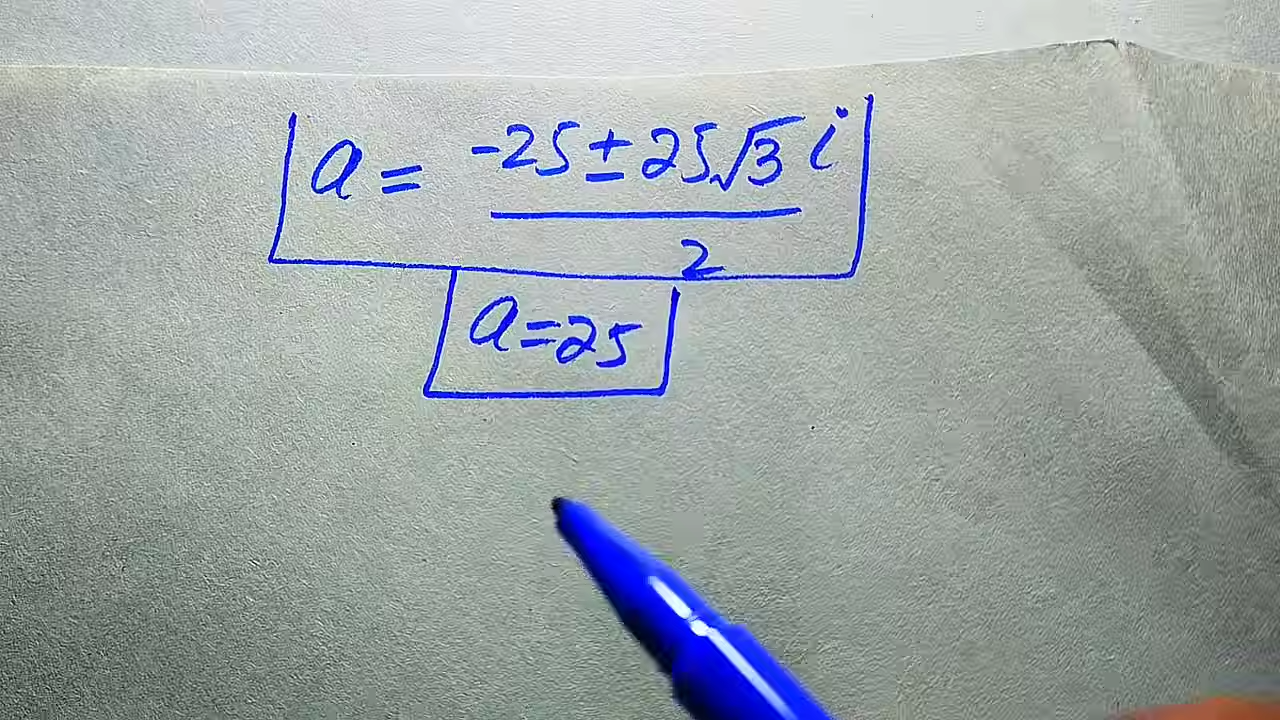 a = -25 ± 25√3 i
2
a = 25